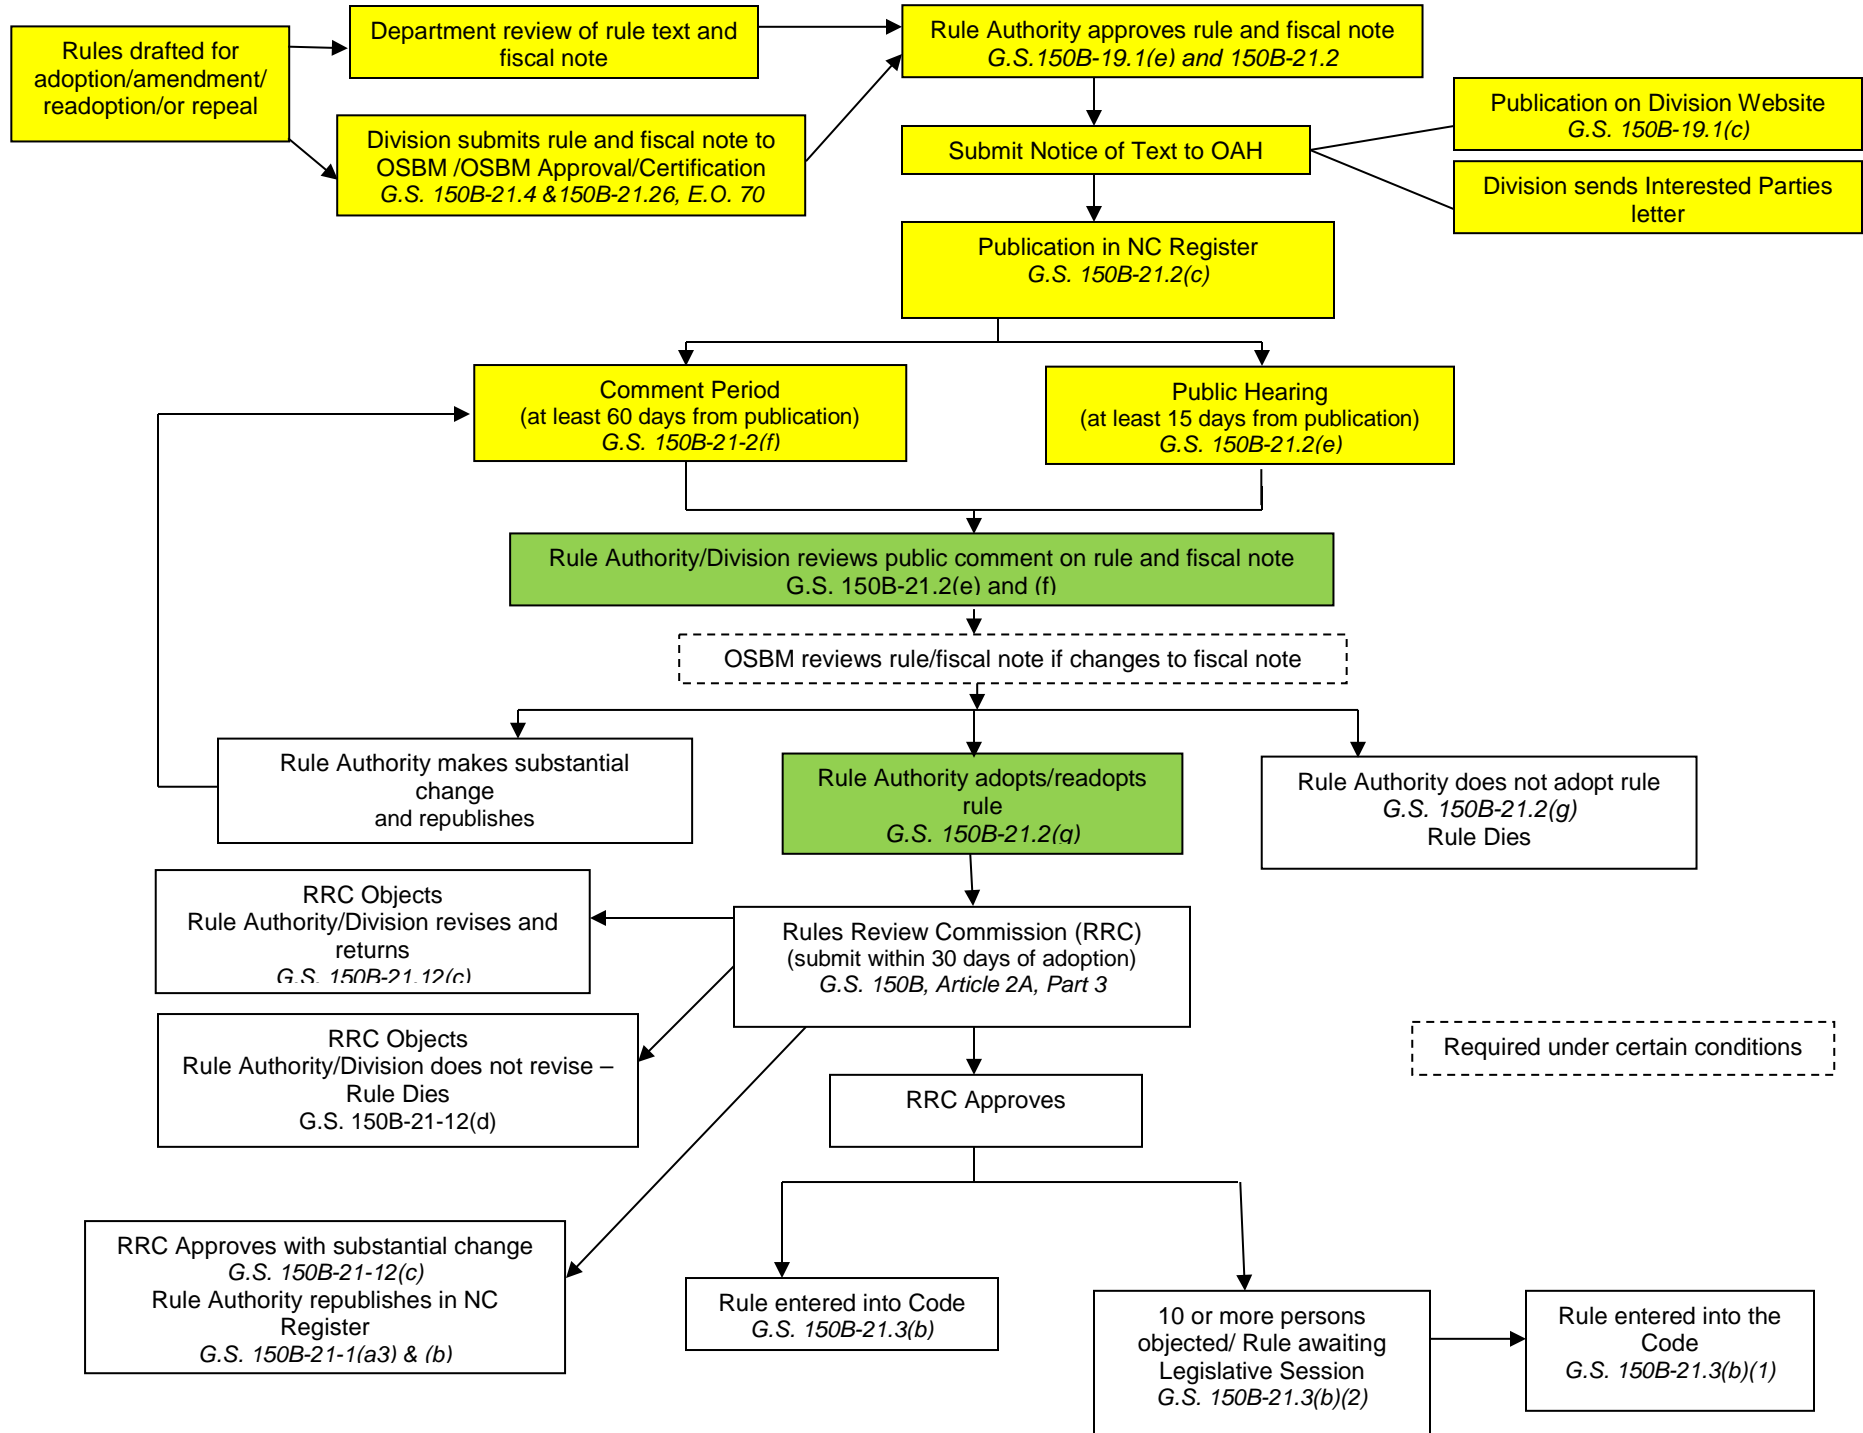 Rules drafted for
adoption/amendment/
readoption/or repeal
Department review of rule text and
fiscal note
Rule Authority approves rule and fiscal note
G.S.150B-19.1(e) and 150B-21.2
Division submits rule and fiscal note to
OSBM /OSBM Approval/Certification
G.S. 150B-21.4 &150B-21.26, E.O. 70
Submit Notice of Text to OAH
Publication on Division Website
G.S. 150B-19.1(c)
Division sends Interested Parties
letter
Publication in NC Register
G.S. 150B-21.2(c)
Comment Period
(at least 60 days from publication)
G.S. 150B-21-2(f)
Public Hearing
(at least 15 days from publication)
G.S. 150B-21.2(e)
Rule Authority/Division reviews public comment on rule and fiscal note
G.S. 150B-21.2(e) and (f)
OSBM reviews rule/fiscal note if changes to fiscal note
Rule Authority makes substantial
change
and republishes
Rule Authority adopts/readopts
rule
G.S. 150B-21.2(g)
Rule Authority does not adopt rule
G.S. 150B-21.2(g)
Rule Dies
RRC Objects
Rule Authority/Division revises and
returns
G.S. 150B-21.12(c)
Rules Review Commission (RRC)
(submit within 30 days of adoption)
G.S. 150B, Article 2A, Part 3
RRC Objects
Rule Authority/Division does not revise –
Rule Dies
G.S. 150B-21-12(d)
Required under certain conditions
RRC Approves
RRC Approves with substantial change
G.S. 150B-21-12(c)
Rule Authority republishes in NC
Register
G.S. 150B-21-1(a3) & (b)
Rule entered into Code
G.S. 150B-21.3(b)
10 or more persons
objected/ Rule awaiting
Legislative Session
G.S. 150B-21.3(b)(2)
Rule entered into the
Code
G.S. 150B-21.3(b)(1)